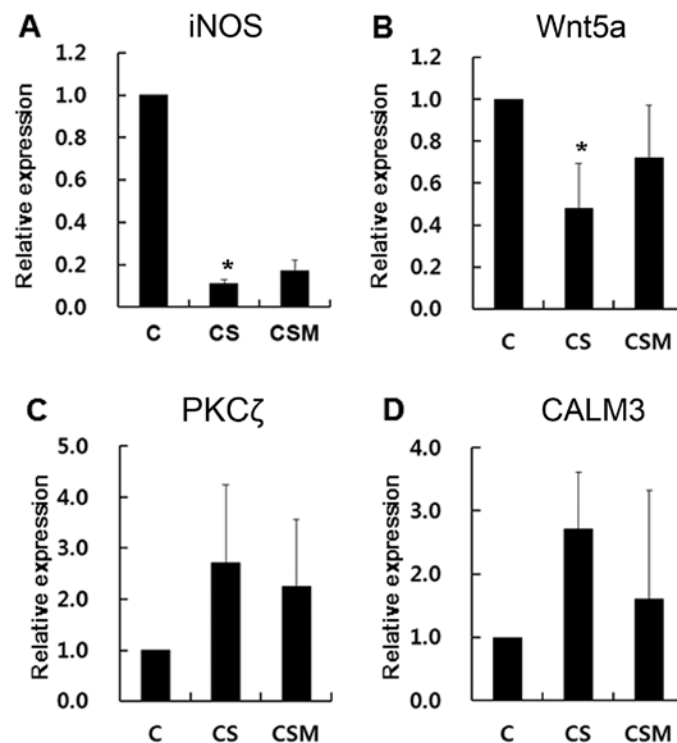 A iNOS
Relative expression
1.2
1.0
0.8
0.6
0.4
0.2
0.0
*
C CS CSM
B Wnt5a
Relative expression
1.2
1.0
0.8
0.6
0.4
0.2
0.0
*
C CS CSM
C PKCζ
Relative expression
5.0
4.0
3.0
2.0
1.0
0.0
C CS CSM
D CALM3
Relative expression
4.0
3.0
2.0
1.0
0.0
C CS CSM